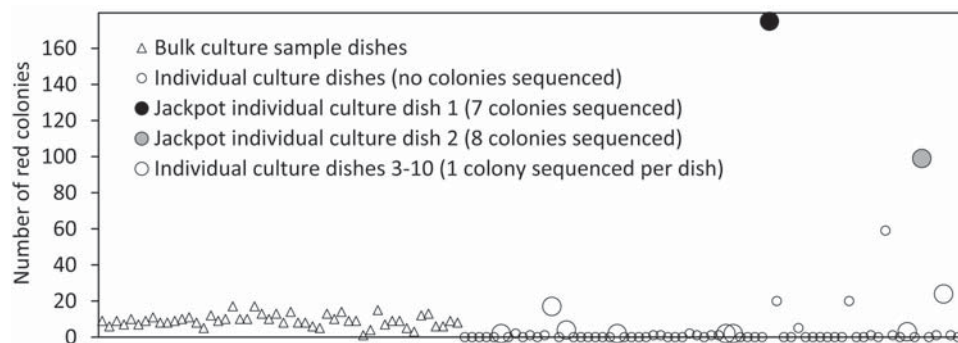 160
140
120
100
80
60
40
20
0
Number of red colonies
Bulk culture sample dishes
Individual culture dishes (no colonies sequenced)
Jackpot individual culture dish 1 (7 colonies sequenced)
Jackpot individual culture dish 2 (8 colonies sequenced)
Individual culture dishes 3-10 (1 colony sequenced per dish)